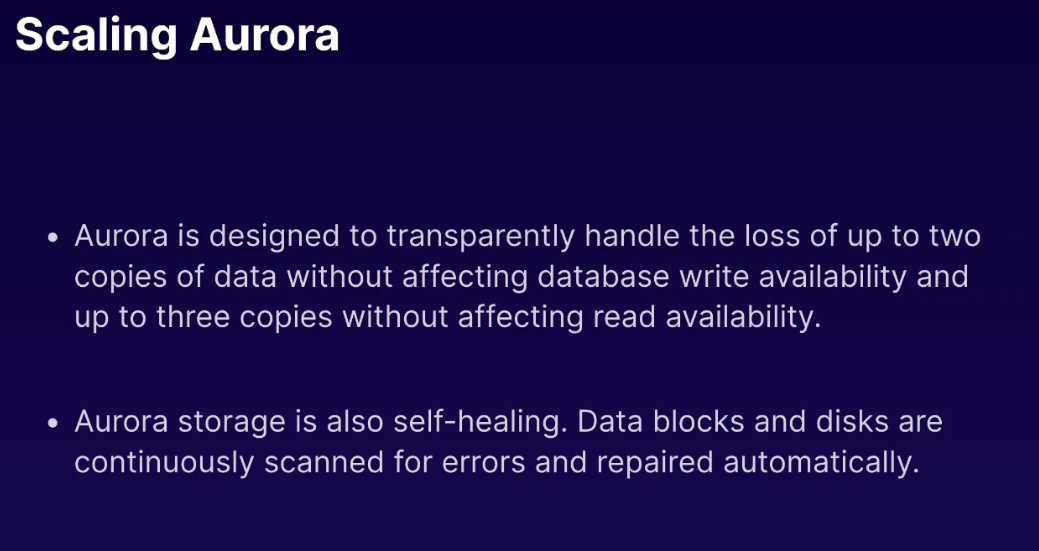 Scaling Aurora
• Aurora is designed to transparently handle the loss of up to two
copies of data without affecting database write availability and
up to three copies without affecting read availability.
• Aurora storage is also self-healing. Data blocks and disks are
continuously scanned for errors and repaired automatically.